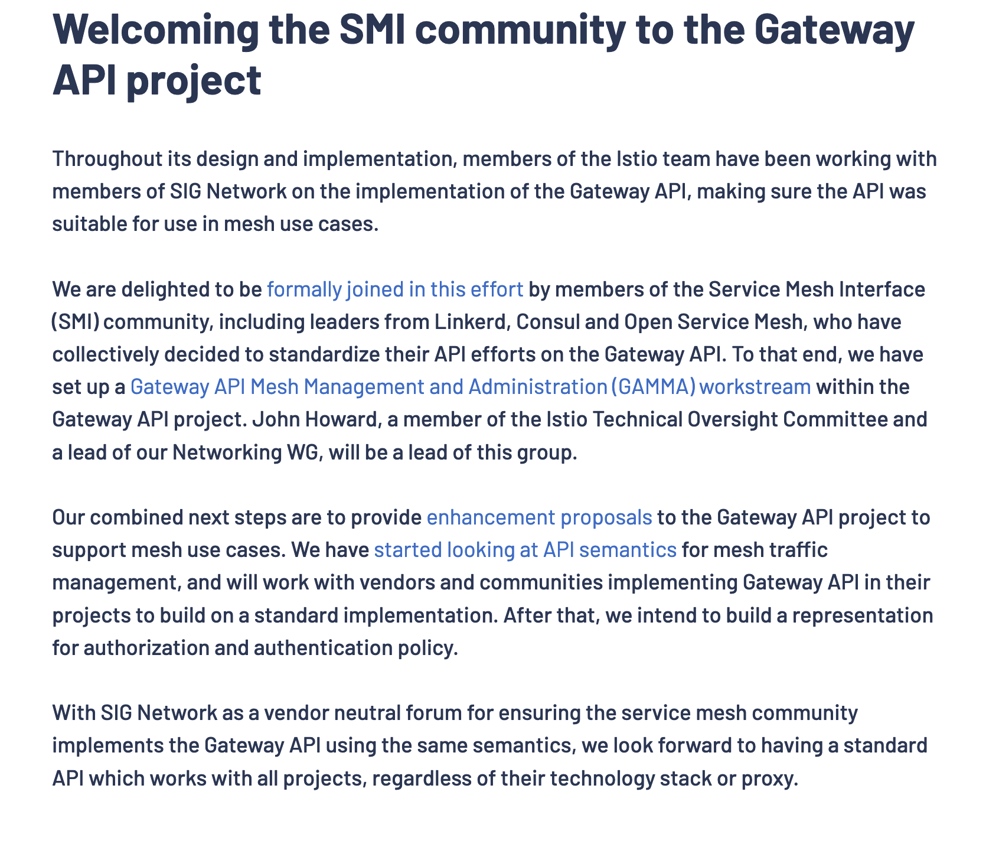 Welcoming the SMI community to the Gateway
API project
Throughout its design and implementation, members of the Istio team have been working with
members of SIG Network on the implementation of the Gateway API, making sure the API was
suitable for use in mesh use cases.
We are delighted to be formally joined in this effort by members of the Service Mesh Interface
(SMI) community, including leaders from Linkerd, Consul and Open Service Mesh, who have
collectively decided to standardize their API efforts on the Gateway API. To that end, we have
set up a Gateway API Mesh Management and Administration (GAMMA) workstream within the
Gateway API project. John Howard, a member of the Istio Technical Oversight Committee and
a lead of our Networking WG, will be a lead of this group.
Our combined next steps are to provide enhancement proposals to the Gateway API project to
support mesh use cases. We have started looking at API semantics for mesh traffic
management, and will work with vendors and communities implementing Gateway API in their
projects to build on a standard implementation. After that, we intend to build a representation
for authorization and authentication policy.
With SIG Network as a vendor neutral forum for ensuring the service mesh community
implements the Gateway API using the same semantics, we look forward to having a standard
API which works with all projects, regardless of their technology stack or proxy.